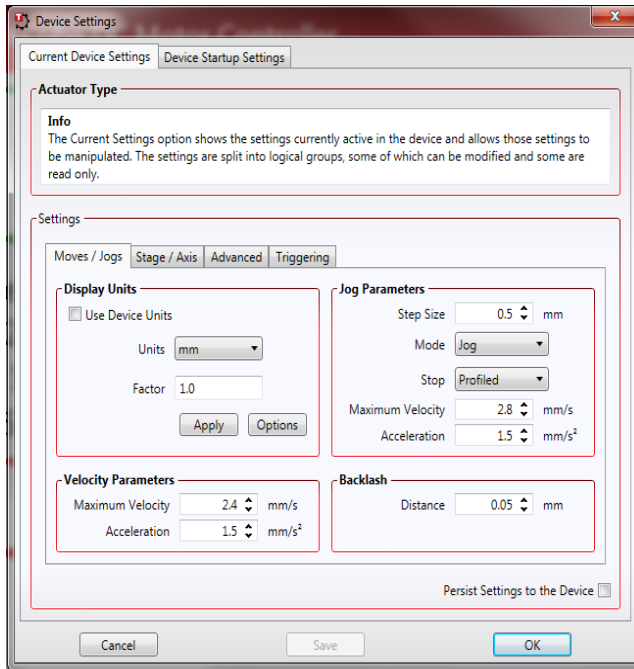 Device Settings
Current Device Settings
Device Startup Settings
Actuator Type
Info
The Current Settings option shows the settings currently active in the device and allows those settings to
be manipulated. The settings are split into logical groups, some of which can be modified and some are
read only.
Settings
Moves / Jogs
Stage / Axis
Advanced
Triggering
Display Units
Use Device Units
Units mm
Factor 1.0
Apply
Options
Jog Parameters
Step Size 0.5 mm
Mode Jog
Stop Profiled
Maximum Velocity 2.8 mm/s
Acceleration 1.5 mm/s²
Velocity Parameters
Maximum Velocity 2.4 mm/s
Acceleration 1.5 mm/s²
Backlash
Distance 0.05 mm
Persist Settings to the Device
Cancel
Save
OK